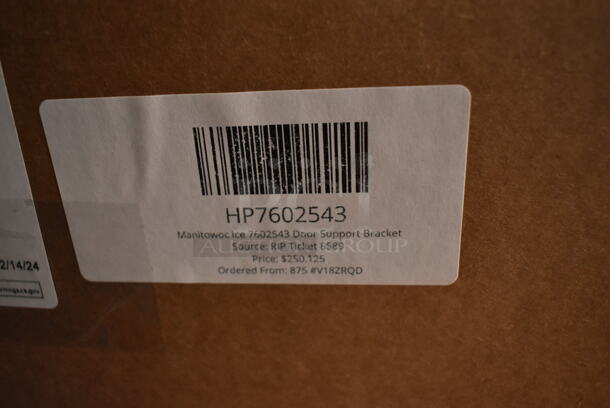 HP7602543
Manitowoc Ice 7602543 Door Support Bracket
Source: RIP Ticket 8589
Price: $250.125
Ordered From: 875 #V18ZRQD
2/14/24